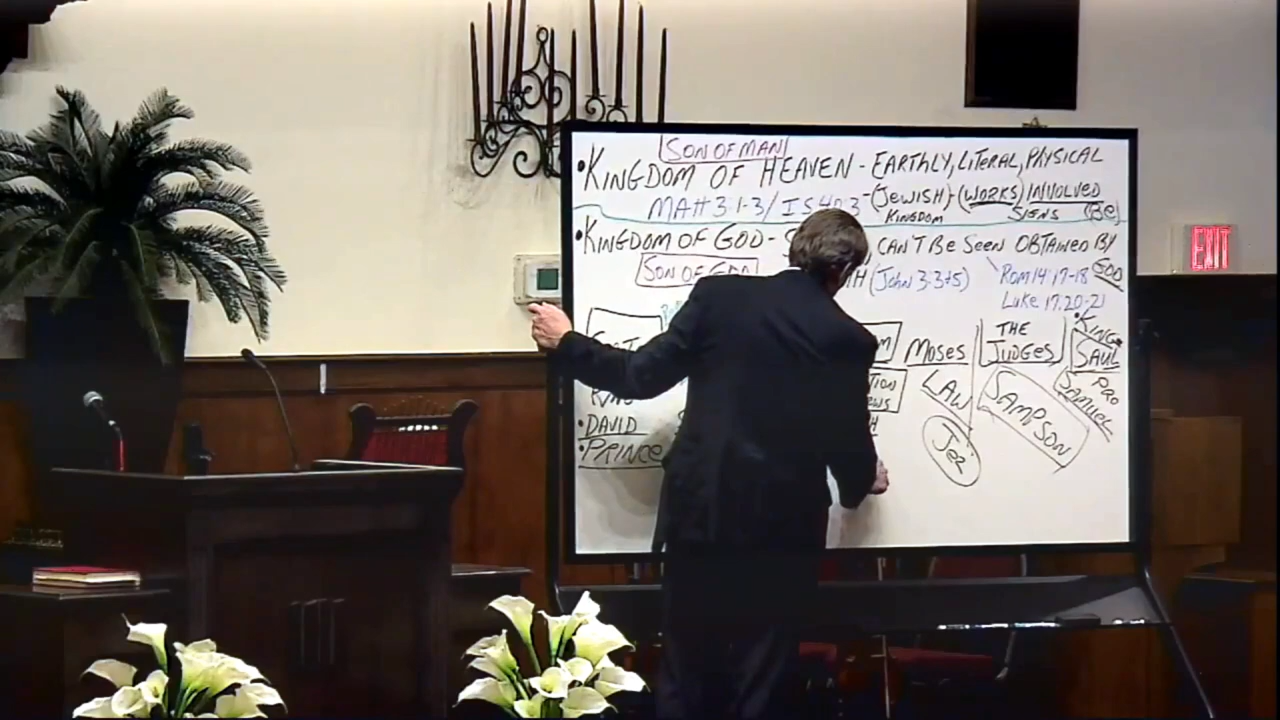 SON OF MAN
• KINGDOM OF HEAVEN - EARTHLY, LITERAL, PHYSICAL
MAH 3 1-3 / IS 40 3 - (JEWISH) (WORKS) INVOLVED
KINGDOM SIGNS (Be)
• KINGDOM OF GOD - CAN'T BE SEEN OBTAINED BY
SON OF GOD (John 3.3+5) Rom 14:17-18 GOD
Luke 17.20-21
MOSES THE JUDGES • KING SAUL
LAW SAMPSON PRO SAMUEL
• DAVID
• PRINCE
Jez
EXIT